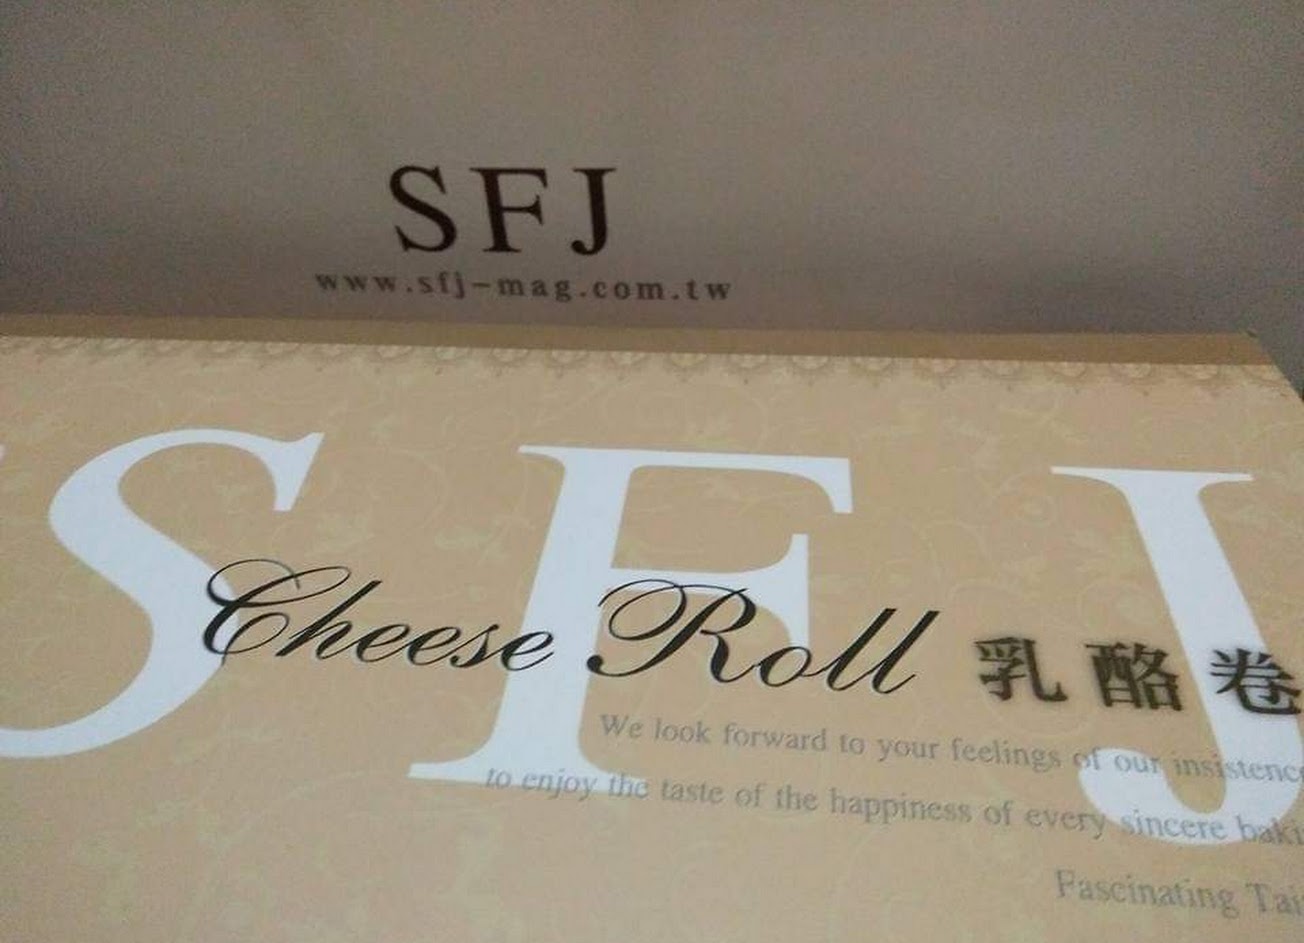 SFJ
www.sfj-mag.com.tw
SFJ
Cheese Roll 乳酪卷
We look forward to your feelings of our insistence
to enjoy the taste of the happiness of every sincere
Fascinating